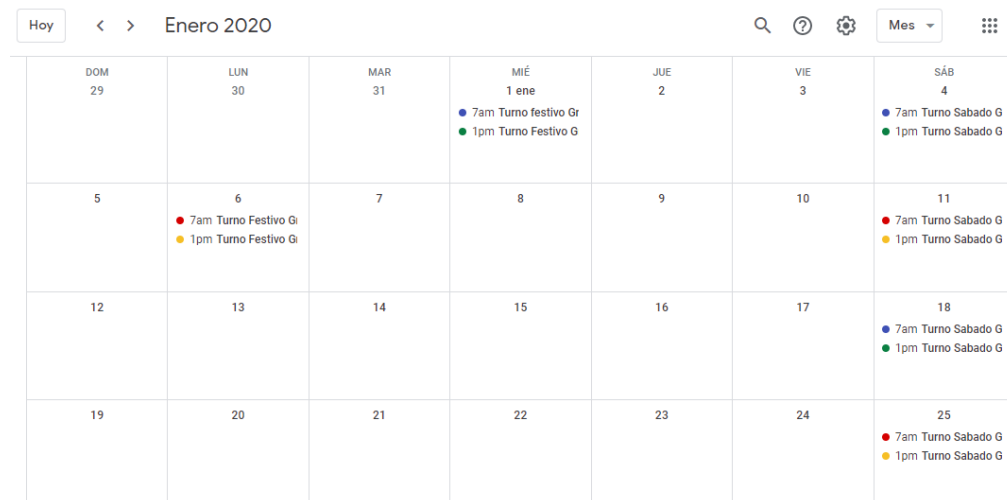 Hoy Enero 2020 Mes
DOM LUN MAR MIÉ JUE VIE SÁB
29 30 31 1 ene 2 3 4
7am Turno festivo Gr 7am Turno Sabado G
1pm Turno Festivo G 1pm Turno Sabado G
5 6 7 8 9 10 11
7am Turno Festivo Gr 7am Turno Sabado G
1pm Turno Festivo Gr 1pm Turno Sabado G
12 13 14 15 16 17 18
7am Turno Sabado G
1pm Turno Sabado G
19 20 21 22 23 24 25
7am Turno Sabado G
1pm Turno Sabado G